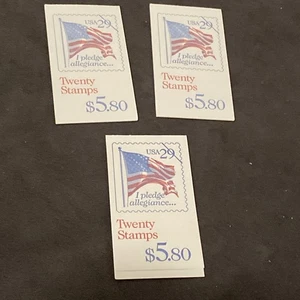 USA 29
I pledge
allegiance...
Twenty
Stamps
$5.80
USA 29
I pledge
allegiance...
Twenty
Stamps
$5.80
USA 29
I pledge
allegiance...
Twenty
Stamps
$5.80